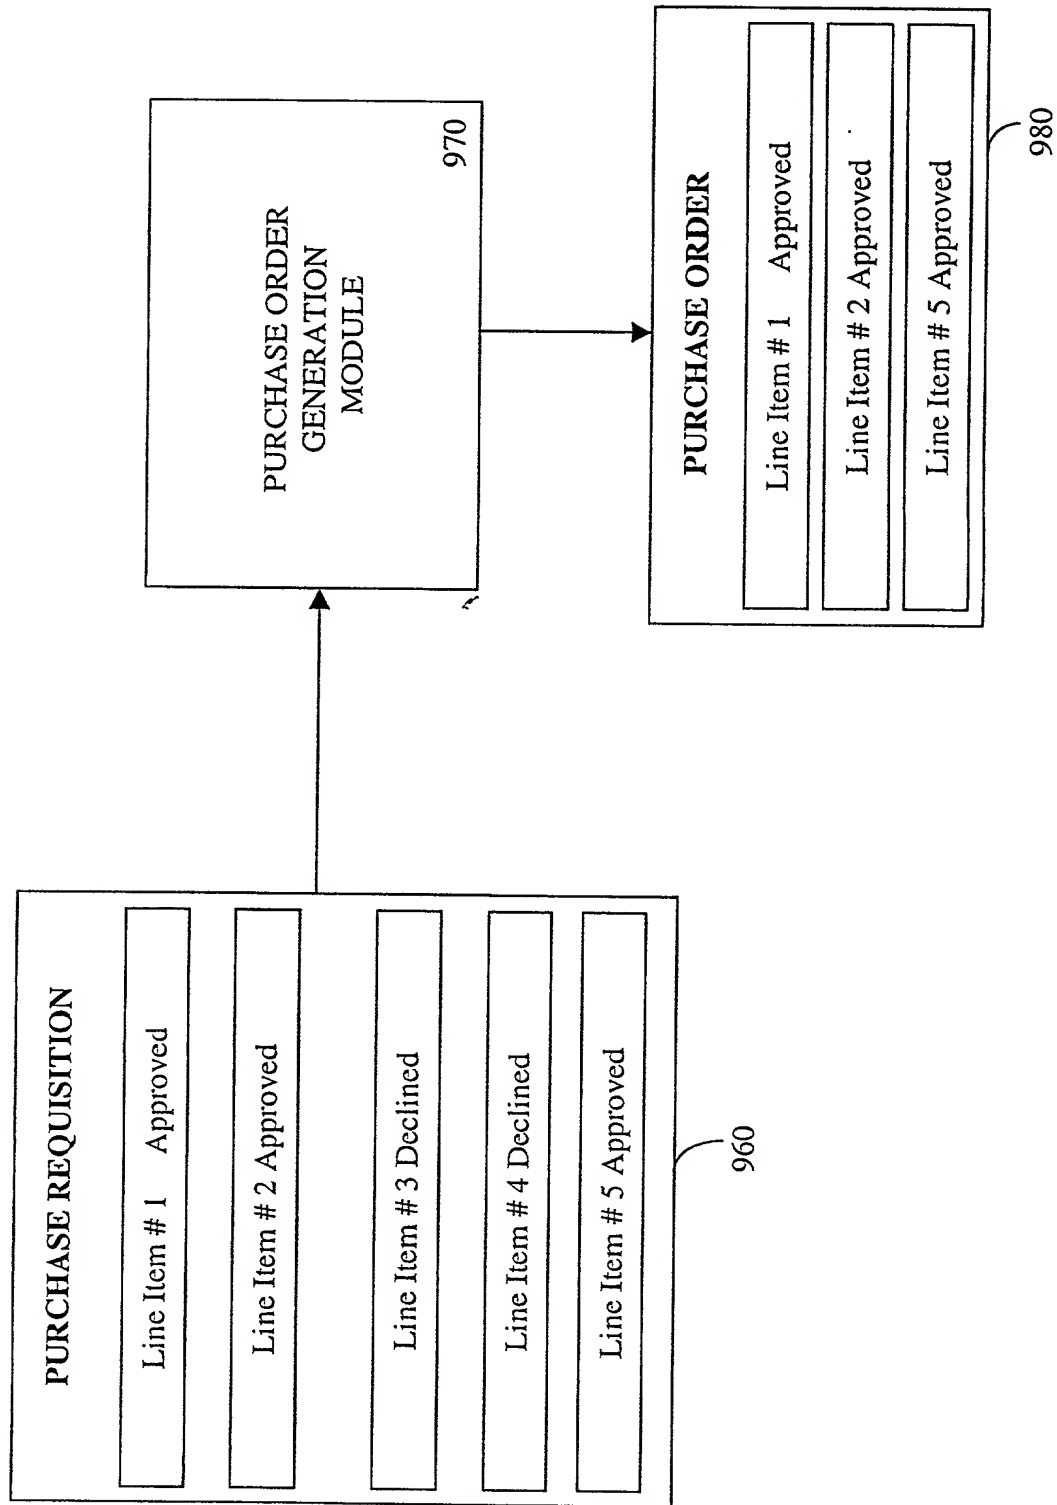 PURCHASE REQUISITION
Line Item # 1 Approved
Line Item # 2 Approved
Line Item # 3 Declined
Line Item # 4 Declined
Line Item # 5 Approved
960
PURCHASE ORDER
GENERATION
MODULE
970
PURCHASE ORDER
Line Item # 1 Approved
Line Item # 2 Approved
Line Item # 5 Approved
980